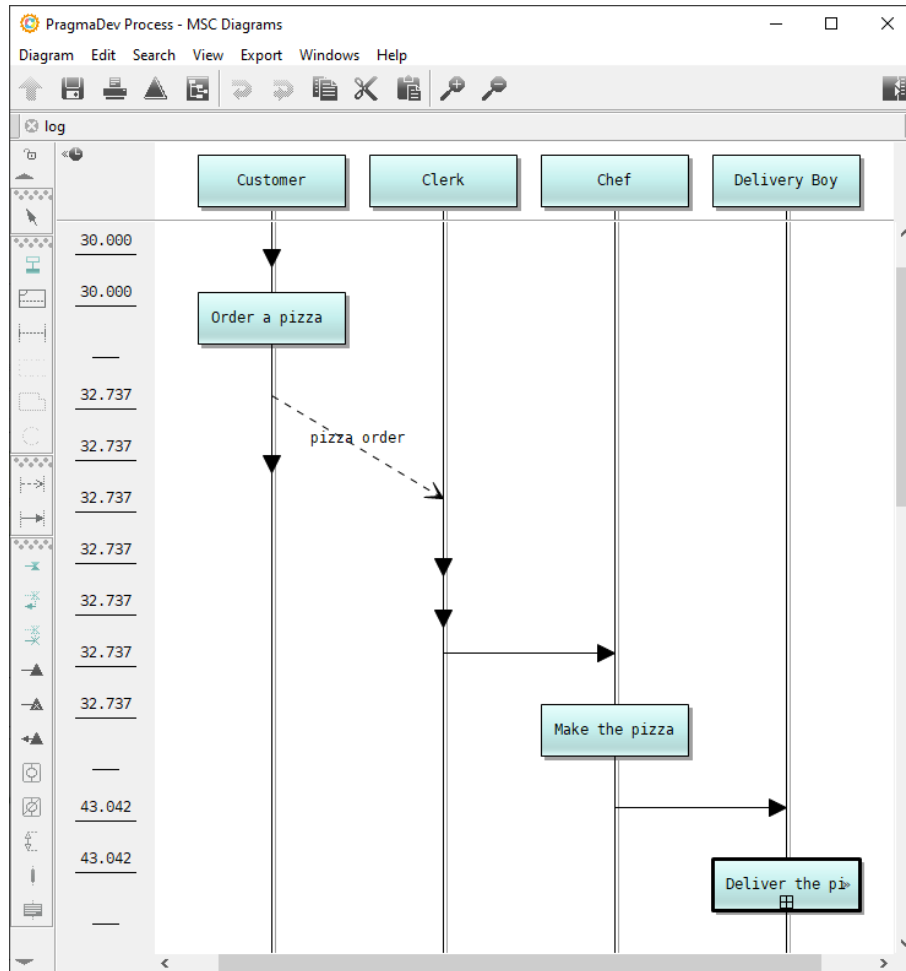 PragmaDev Process - MSC Diagrams
Diagram Edit Search View Export Windows Help
log
Customer Clerk Chef Delivery Boy
30.000
30.000
Order a pizza
32.737
pizza order
32.737
32.737
32.737
32.737
32.737
32.737
Make the pizza
43.042
43.042
Deliver the pi»